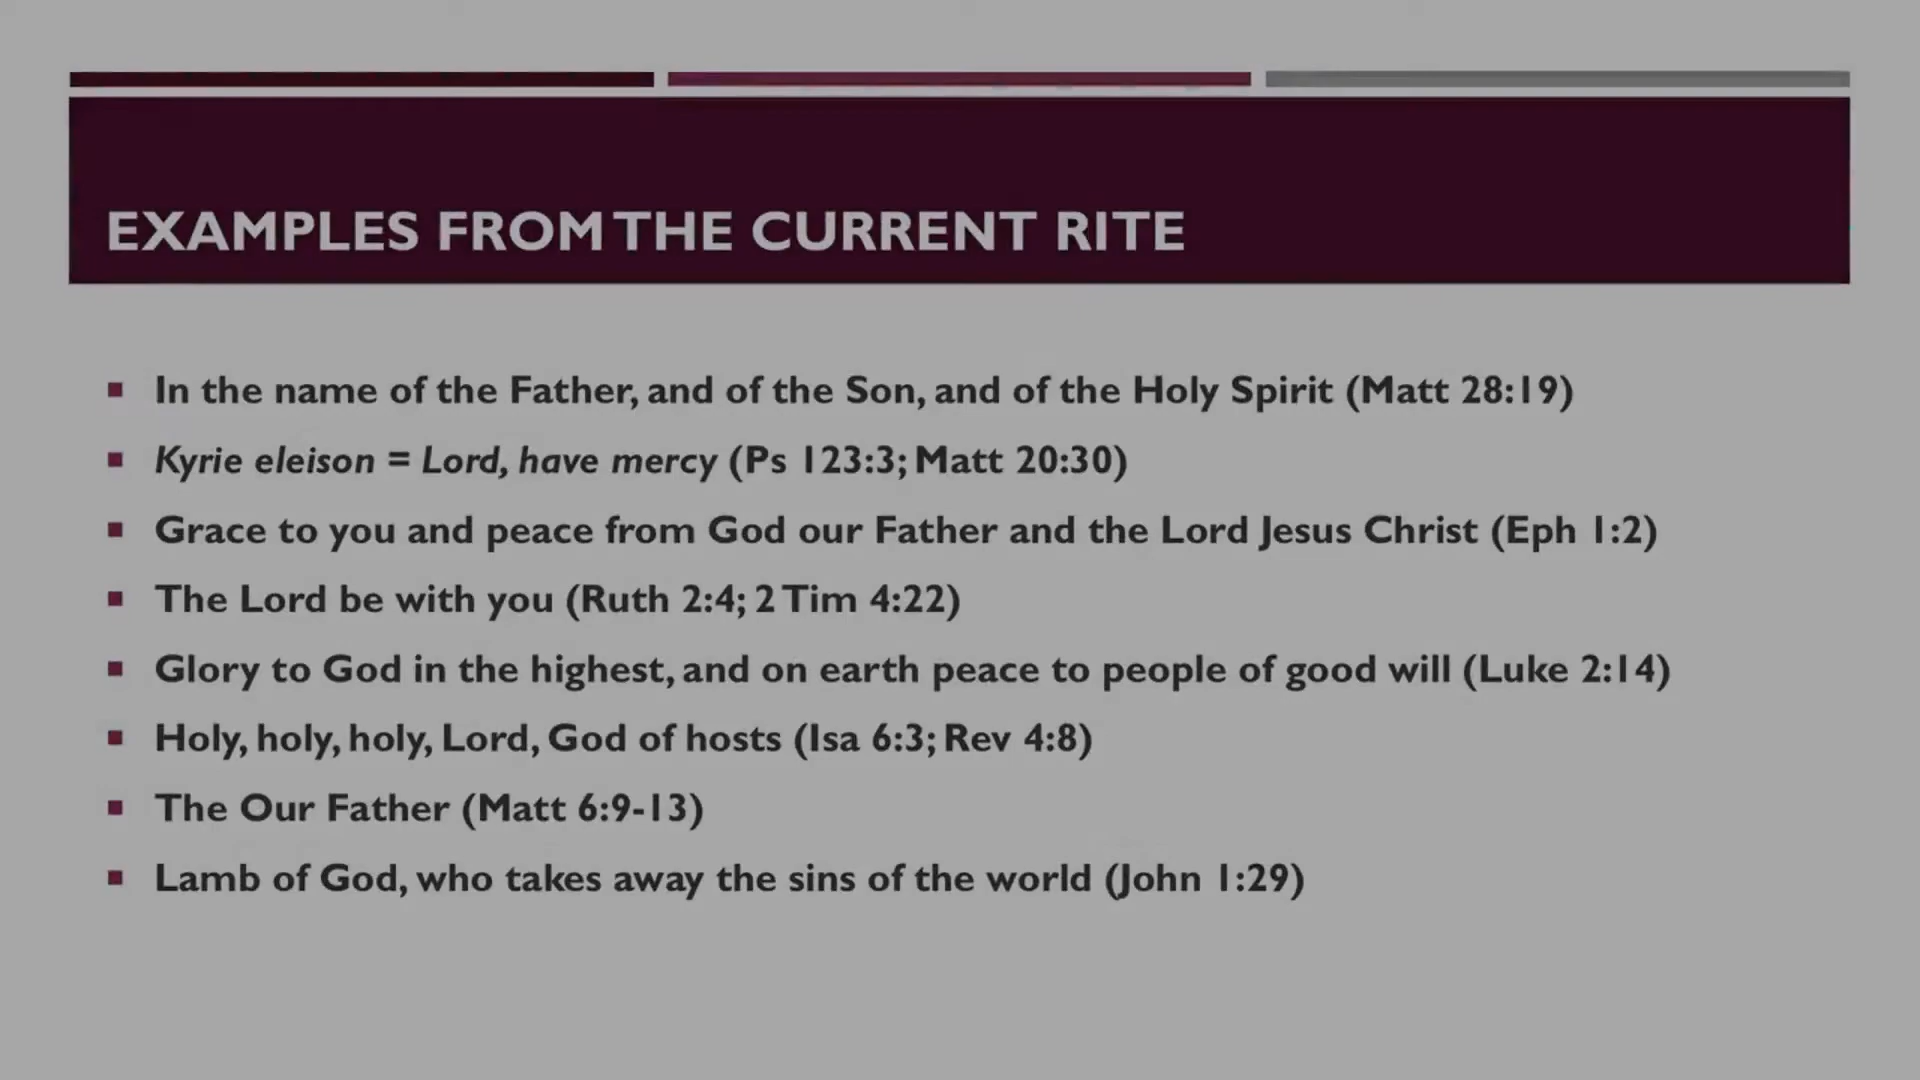 EXAMPLES FROM THE CURRENT RITE
In the name of the Father, and of the Son, and of the Holy Spirit (Matt 28:19)
Kyrie eleison = Lord, have mercy (Ps 123:3; Matt 20:30)
Grace to you and peace from God our Father and the Lord Jesus Christ (Eph 1:2)
The Lord be with you (Ruth 2:4; 2 Tim 4:22)
Glory to God in the highest, and on earth peace to people of good will (Luke 2:14)
Holy, holy, holy, Lord, God of hosts (Isa 6:3; Rev 4:8)
The Our Father (Matt 6:9-13)
Lamb of God, who takes away the sins of the world (John 1:29)